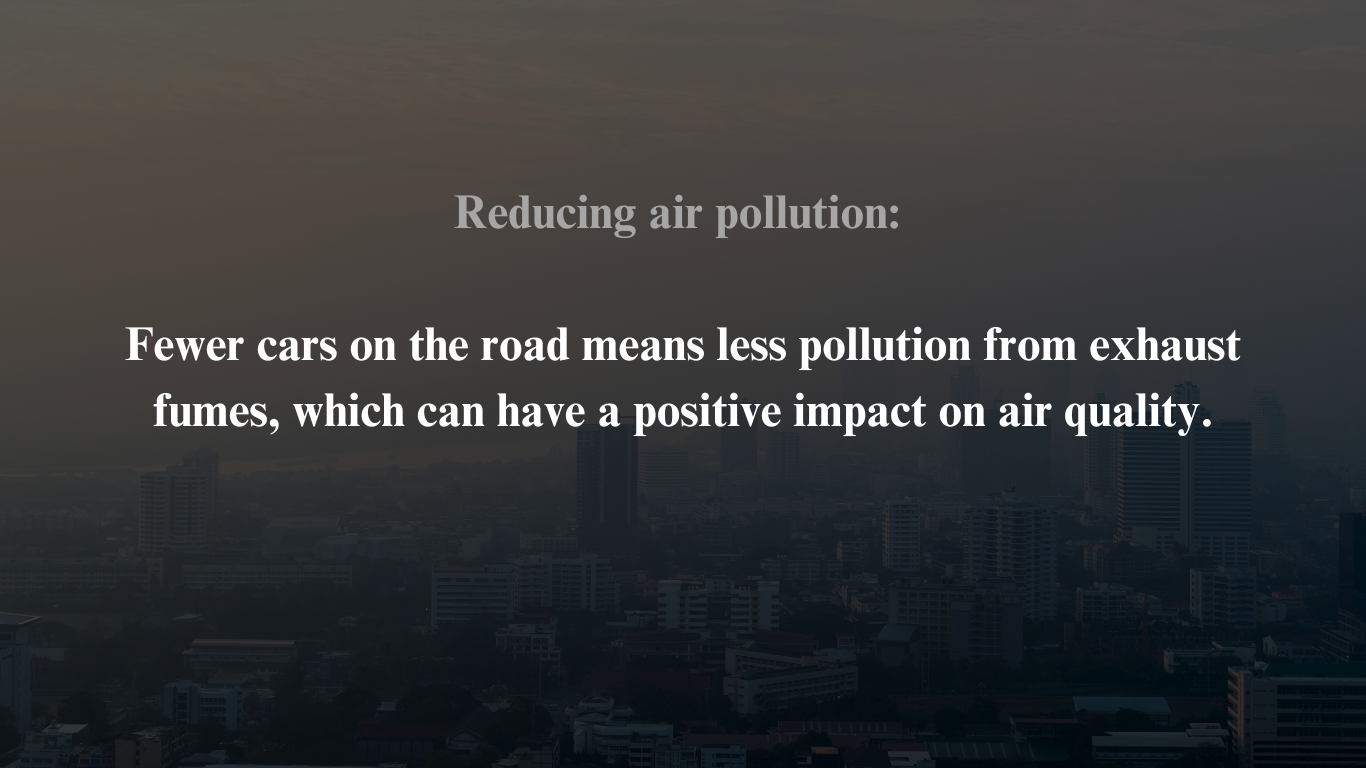 Reducing air pollution:
Fewer cars on the road means less pollution from exhaust
fumes, which can have a positive impact on air quality.